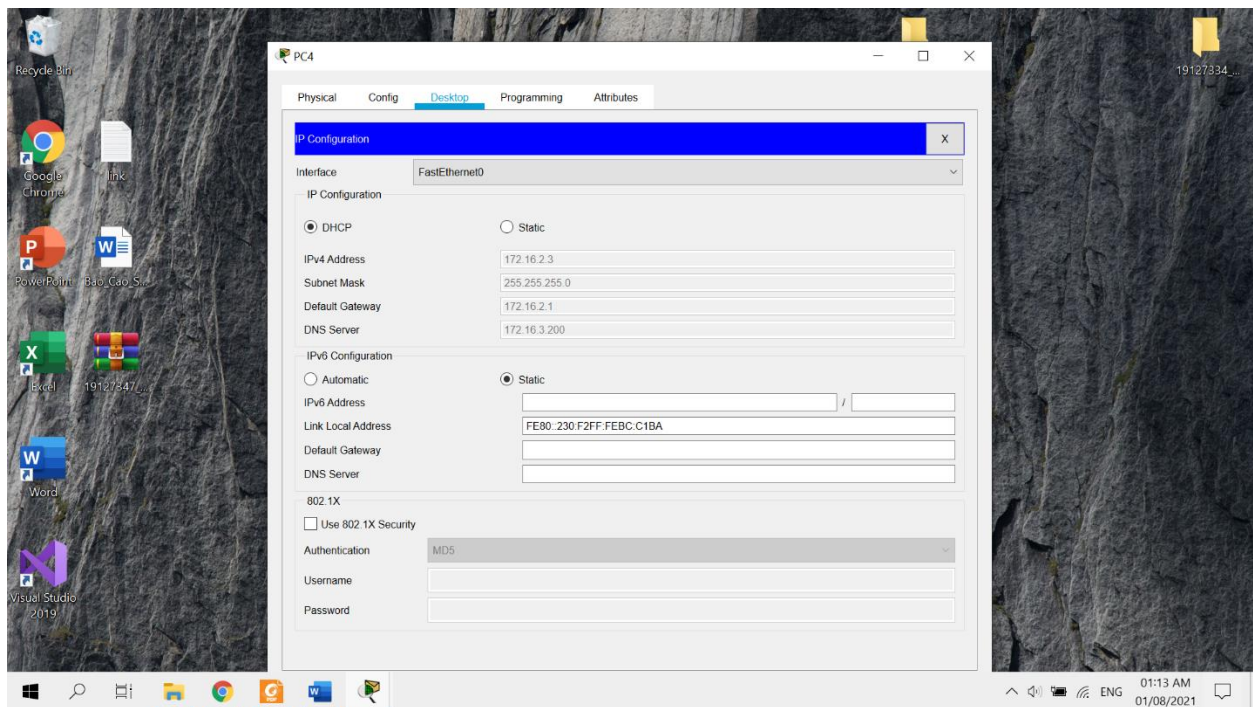 Recycle Bin
19127334_...
PC4
Physical Config Desktop Programming Attributes
IP Configuration X
Interface FastEthernet0
IP Configuration
DHCP Static
IPv4 Address 172.16.2.3
Subnet Mask 255.255.255.0
Default Gateway 172.16.2.1
DNS Server 172.16.3.200
IPv6 Configuration
Automatic Static
IPv6 Address /
Link Local Address FE80::230:F2FF:FEBC:C1BA
Default Gateway
DNS Server
802.1X
Use 802.1X Security
Authentication MD5
Username
Password
Google Chrome
link
PowerPoint
Bao_Cao_S...
Excel
19127347_...
Word
Visual Studio
2019
ENG
01:13 AM
01/08/2021